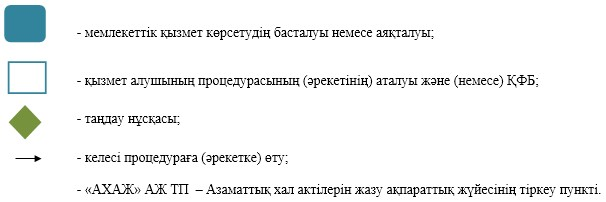 - мемлекеттік қызмет көрсетудің басталуы немесе аяқталуы;
- қызмет алушының процедурасының (әрекетінің) аталуы және (немесе) ҚФБ;
- таңдау нұсқасы;
- келесі процедураға (әрекетке) өту;
- «АХАЖ» АЖ ТП – Азаматтық хал актілерін жазу ақпараттық жүйесінің тіркеу пункті.